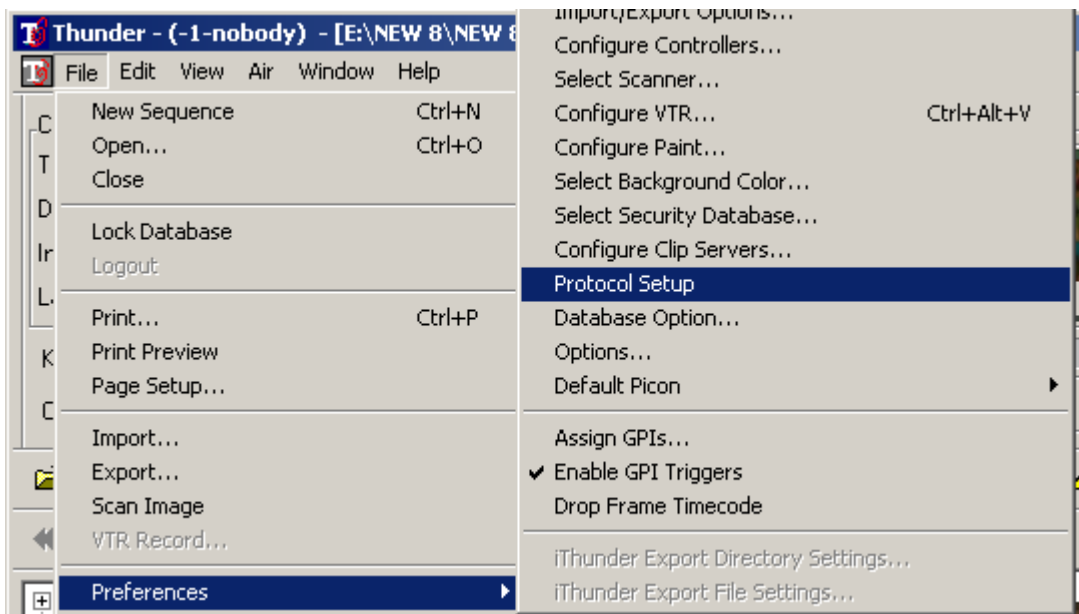 Thunder - (-1-nobody) - [E:\NEW 8\NEW 8
File Edit View Air Window Help
New Sequence Ctrl+N
Open... Ctrl+O
Close
Lock Database
Logout
Print... Ctrl+P
Print Preview
Page Setup...
Import...
Export...
Scan Image
VTR Record...
Preferences
Import/Export Options...
Configure Controllers...
Select Scanner...
Configure VTR... Ctrl+Alt+V
Configure Paint...
Select Background Color...
Select Security Database...
Configure Clip Servers...
Protocol Setup
Database Option...
Options...
Default Picon
Assign GPIs...
Enable GPI Triggers
Drop Frame Timecode
iThunder Export Directory Settings...
iThunder Export File Settings...